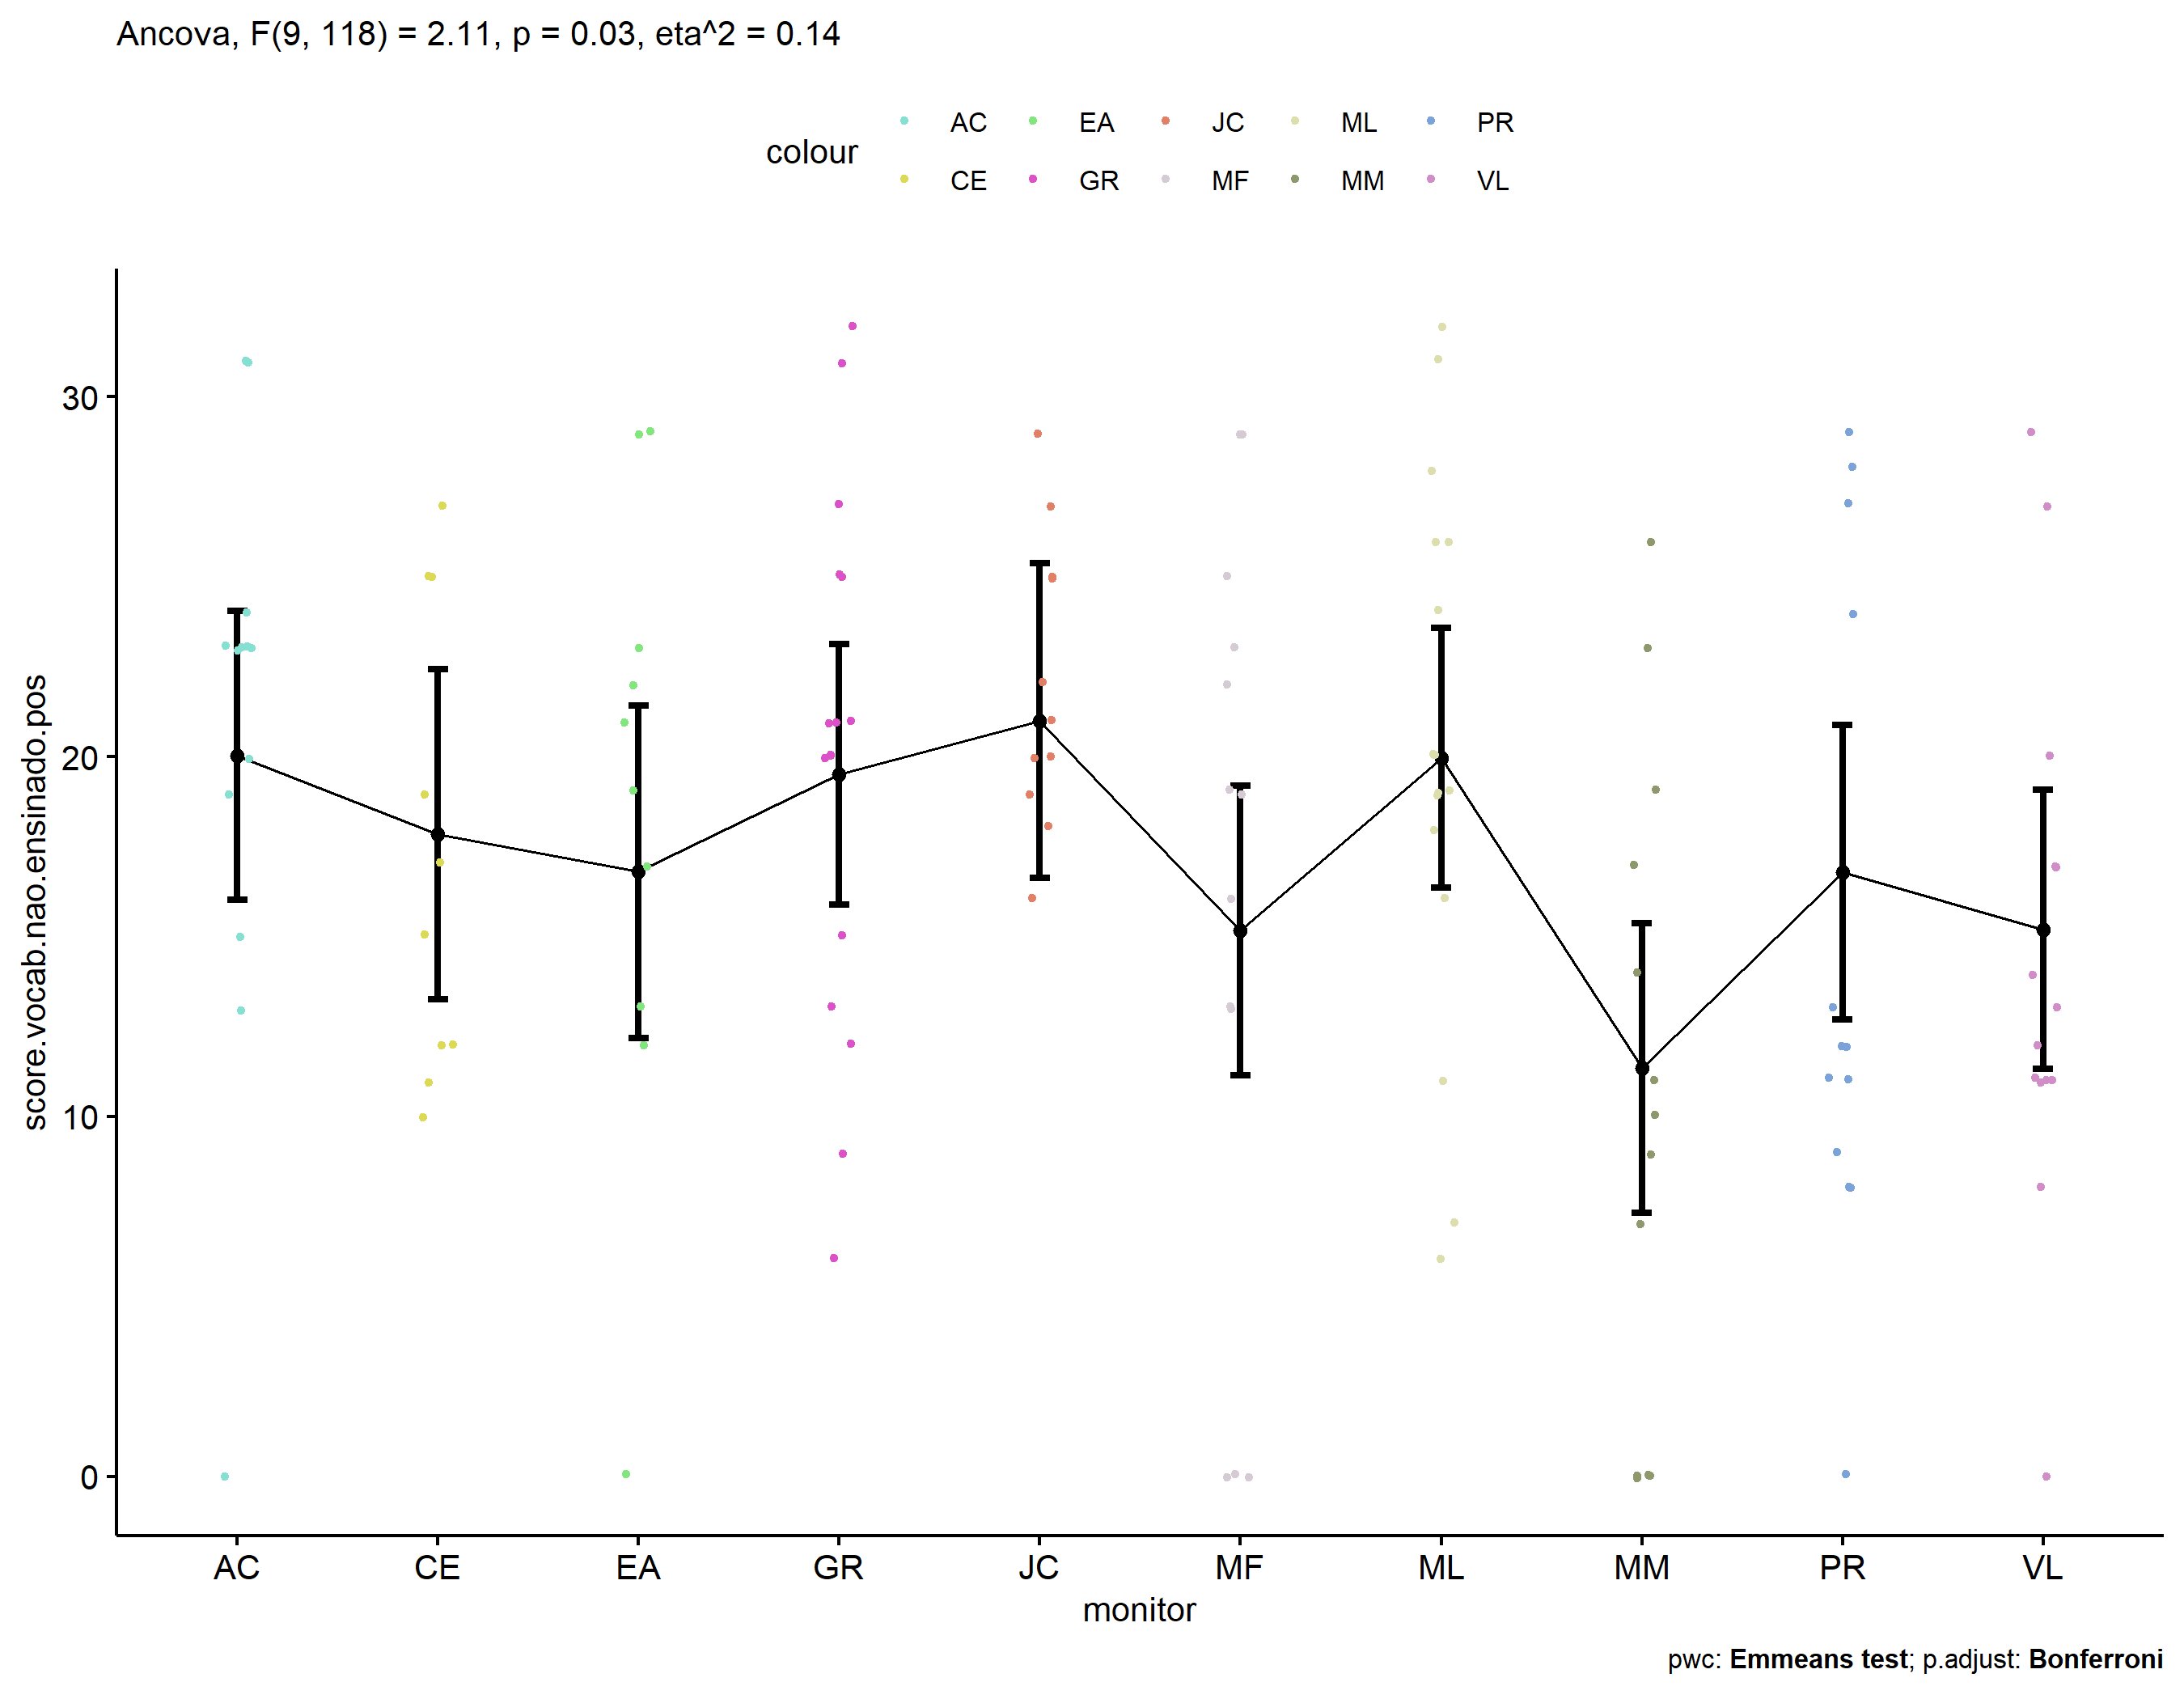 Ancova, F(9, 118) = 2.11, p = 0.03, eta^2 = 0.14
colour
AC EA JC ML PR
CE GR MF MM VL
score.vocab.nao.ensinado.pos
30
20
10
0
AC CE EA GR JC MF ML MM PR VL
monitor
pwc: Emmeans test; p.adjust: Bonferroni